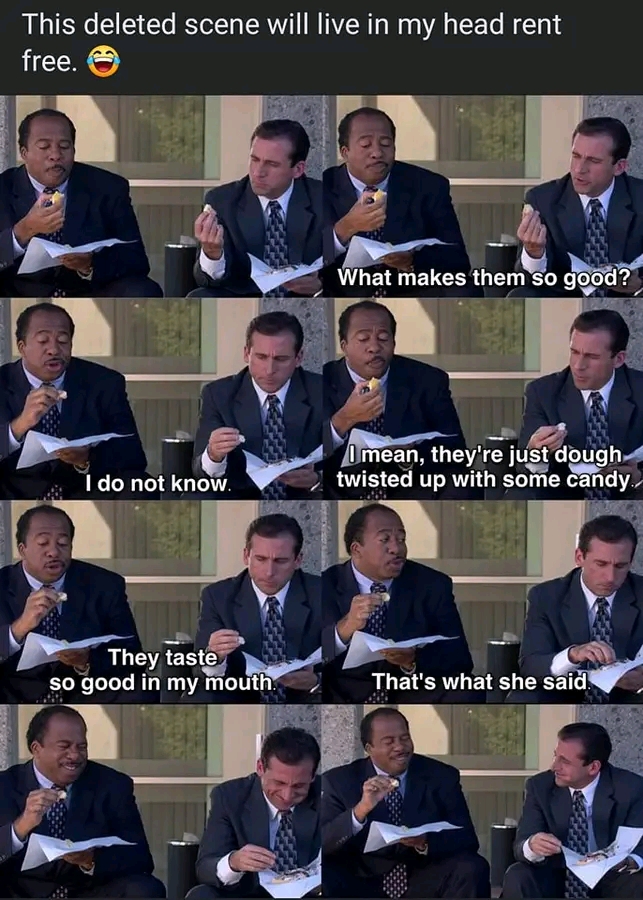 This deleted scene will live in my head rent
free. 😂
What makes them so good?
I do not know.
I mean, they're just dough
twisted up with some candy.
They taste
so good in my mouth.
That's what she said.